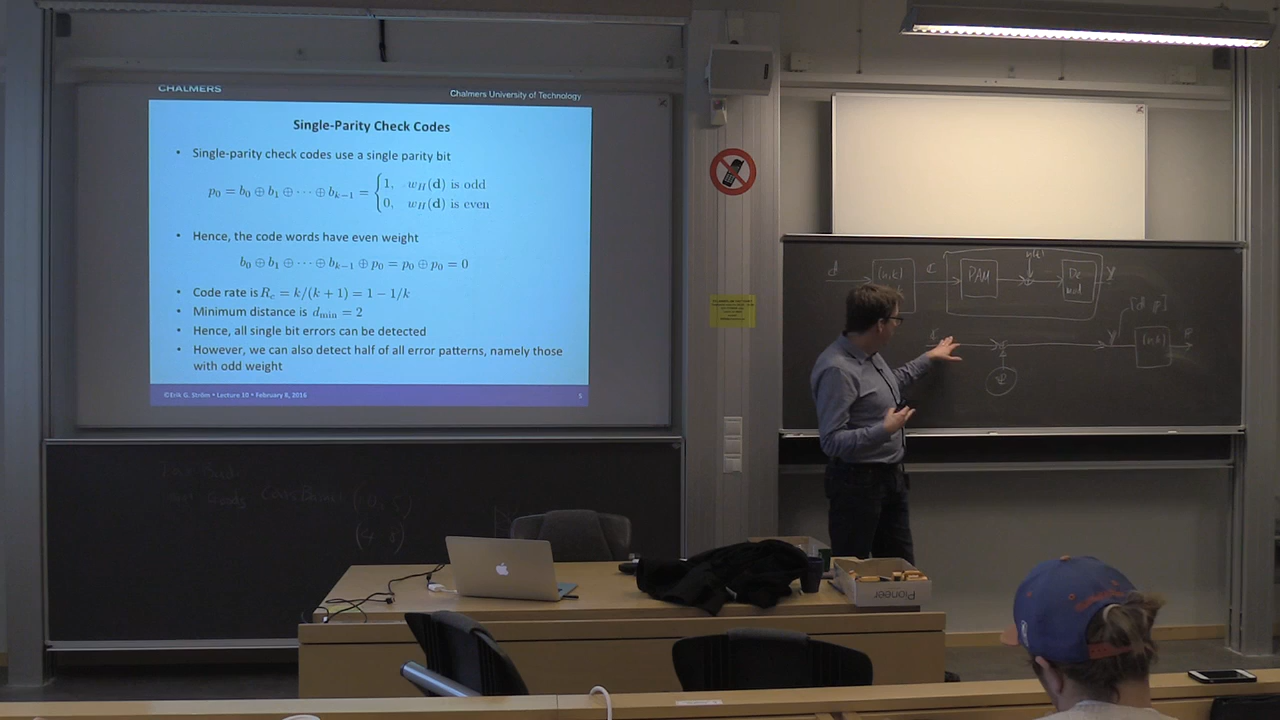 CHALMERS
Chalmers University of Technology
Single-Parity Check Codes
• Single-parity check codes use a single parity bit
p₀ = b₀ ⊕ b₁ ⊕ ⋯ ⊕ bₖ₋₁ = { 1, w_H(d) is odd
0, w_H(d) is even
• Hence, the code words have even weight
b₀ ⊕ b₁ ⊕ ⋯ ⊕ bₖ₋₁ ⊕ p₀ = p₀ ⊕ p₀ = 0
• Code rate is R_c = k/(k + 1) = 1 − 1/k
• Minimum distance is d_min = 2
• Hence, all single bit errors can be detected
• However, we can also detect half of all error patterns, namely those
with odd weight
©Erik G. Ström • Lecture 10 • February 8, 2016
5
d
(n,k)
c
PAM
n(t)
De
mod
y
(n,k)
Pioneer